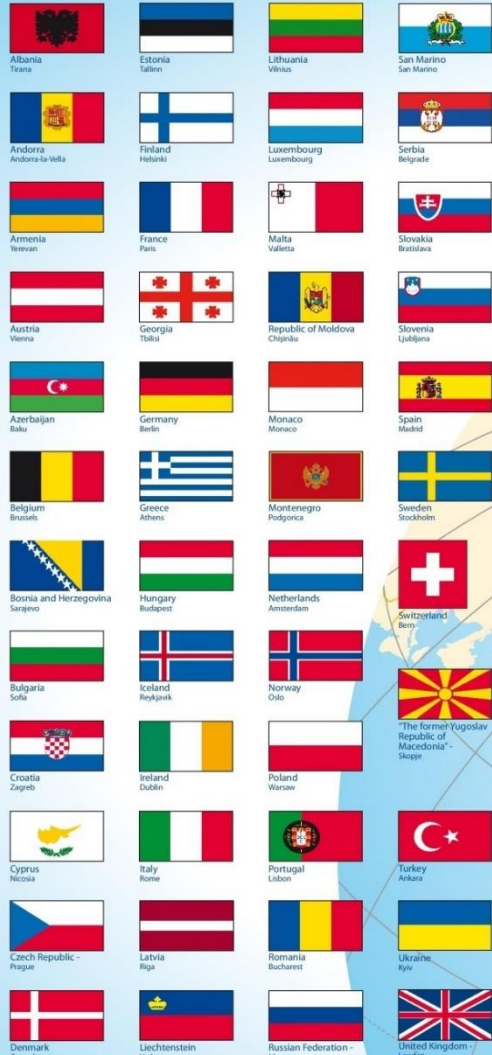 Albania
Tirana
Estonia
Tallinn
Lithuania
Vilnius
San Marino
San Marino
Andorra
Andorra-la-Vella
Finland
Helsinki
Luxembourg
Luxembourg
Serbia
Belgrade
Armenia
Yerevan
France
Paris
Malta
Valletta
Slovakia
Bratislava
Austria
Vienna
Georgia
Tbilisi
Republic of Moldova
Chişinău
Slovenia
Ljubljana
Azerbaijan
Baku
Germany
Berlin
Monaco
Monaco
Spain
Madrid
Belgium
Brussels
Greece
Athens
Montenegro
Podgorica
Sweden
Stockholm
Bosnia and Herzegovina
Sarajevo
Hungary
Budapest
Netherlands
Amsterdam
Switzerland
Bern
Bulgaria
Sofia
Iceland
Reykjavik
Norway
Oslo
"The former Yugoslav
Republic of
Macedonia" -
Skopje
Croatia
Zagreb
Ireland
Dublin
Poland
Warsaw
Cyprus
Nicosia
Italy
Rome
Portugal
Lisbon
Turkey
Ankara
Czech Republic -
Prague
Latvia
Riga
Romania
Bucharest
Ukraine
Kyiv
Denmark
Liechtenstein
Russian Federation -
United Kingdom -